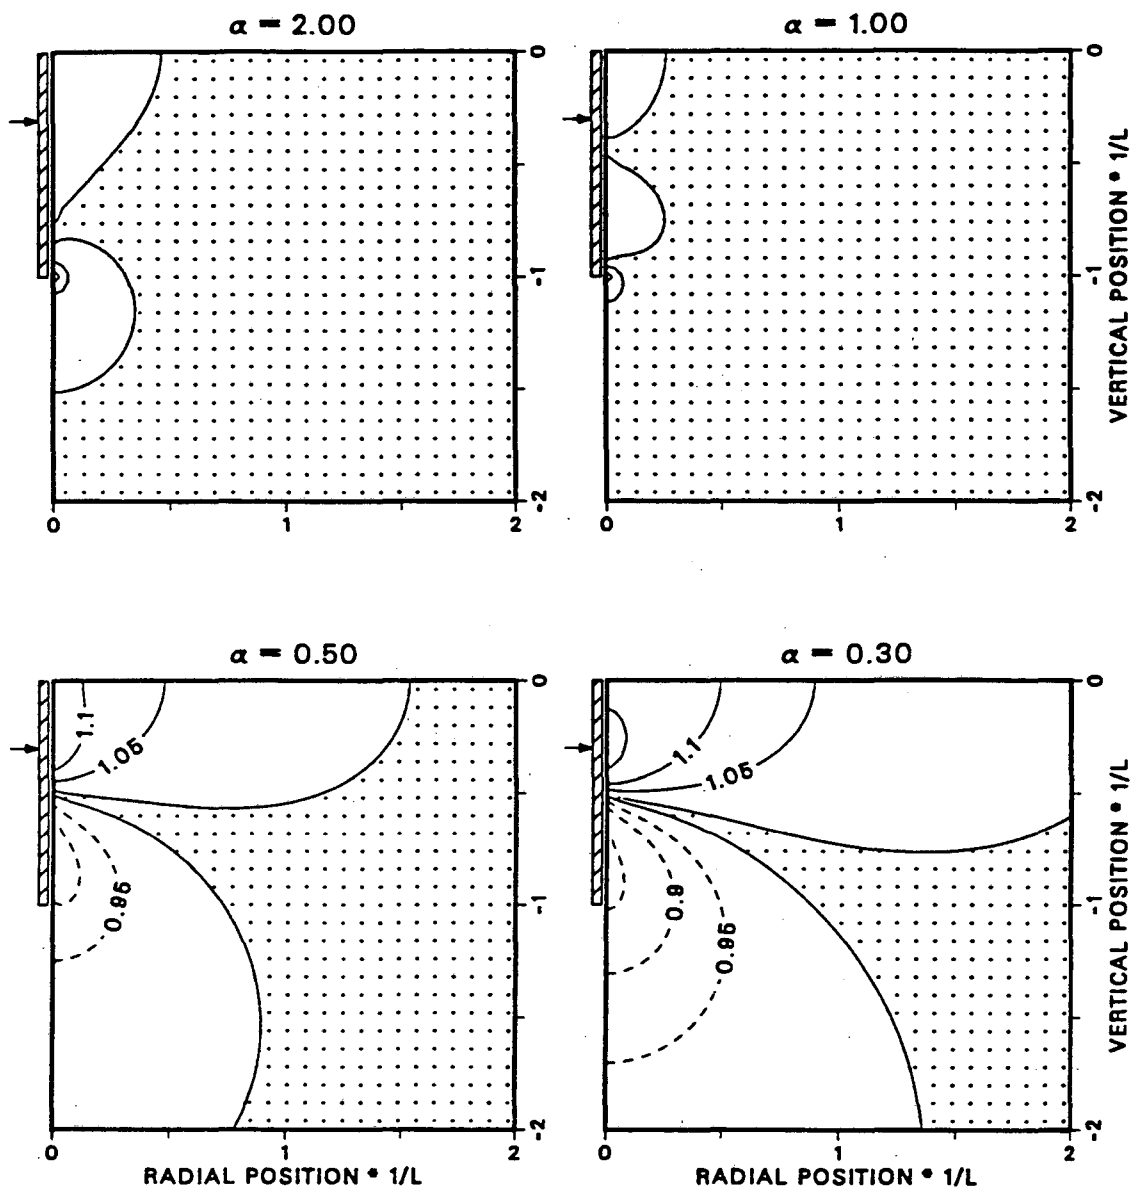 α = 2.00
α = 1.00
0
-1
-2
0 1 2
0
-1
-2
0 1 2
VERTICAL POSITION * 1/L
α = 0.50
α = 0.30
1.1
1.05
0.95
0
-1
-2
0 1 2
RADIAL POSITION * 1/L
1.1
1.05
0.9
0.95
0
-1
-2
0 1 2
RADIAL POSITION * 1/L
VERTICAL POSITION * 1/L